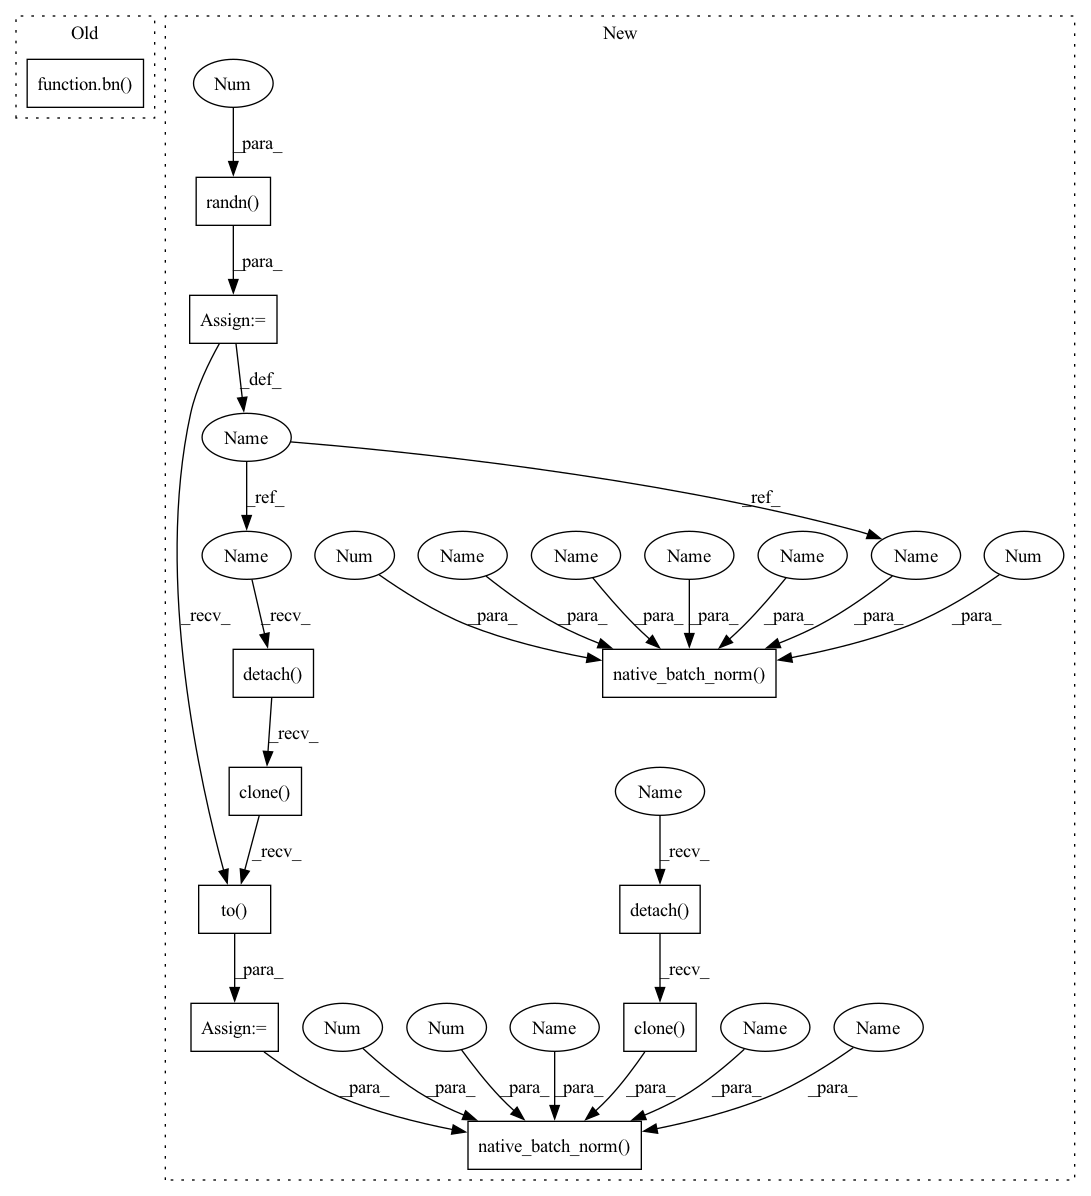 Old
New
function.bn()
Num
_para_
randn()
_para_
Assign:=
_def_
Name
_ref_
_ref_
Name
Num
Name
Name
Name
Name
Name
Num
_recv_
_recv_
_para_
_para_
_para_
_para_
_para_
_para_
_para_
detach()
native_batch_norm()
_recv_
clone()
Name
_recv_
_recv_
to()
detach()
_para_
_recv_
Assign:=
Num
Num
Name
clone()
Name
Name
_para_
_para_
_para_
_para_
_para_
_para_
_para_
native_batch_norm()